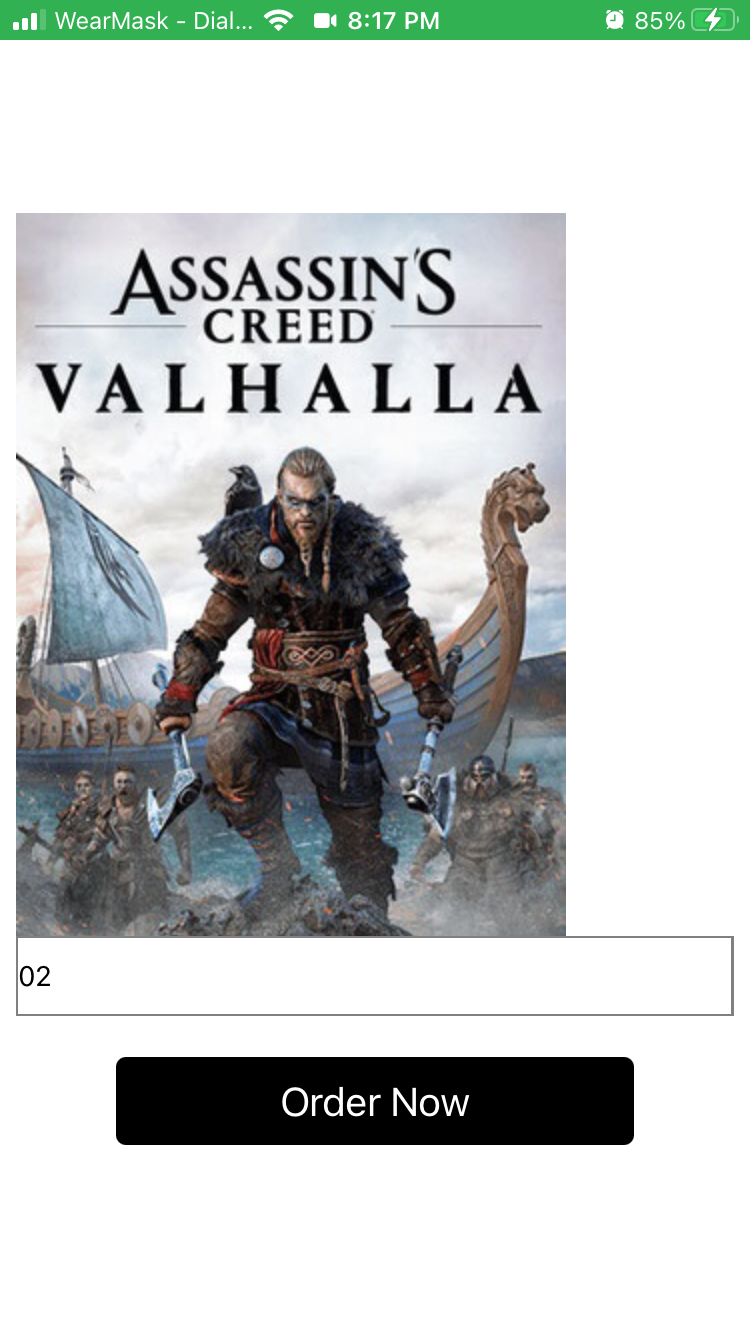 WearMask - Dial... 8:17 PM 85%
ASSASSIN'S
CREED
VALHALLA
02
Order Now